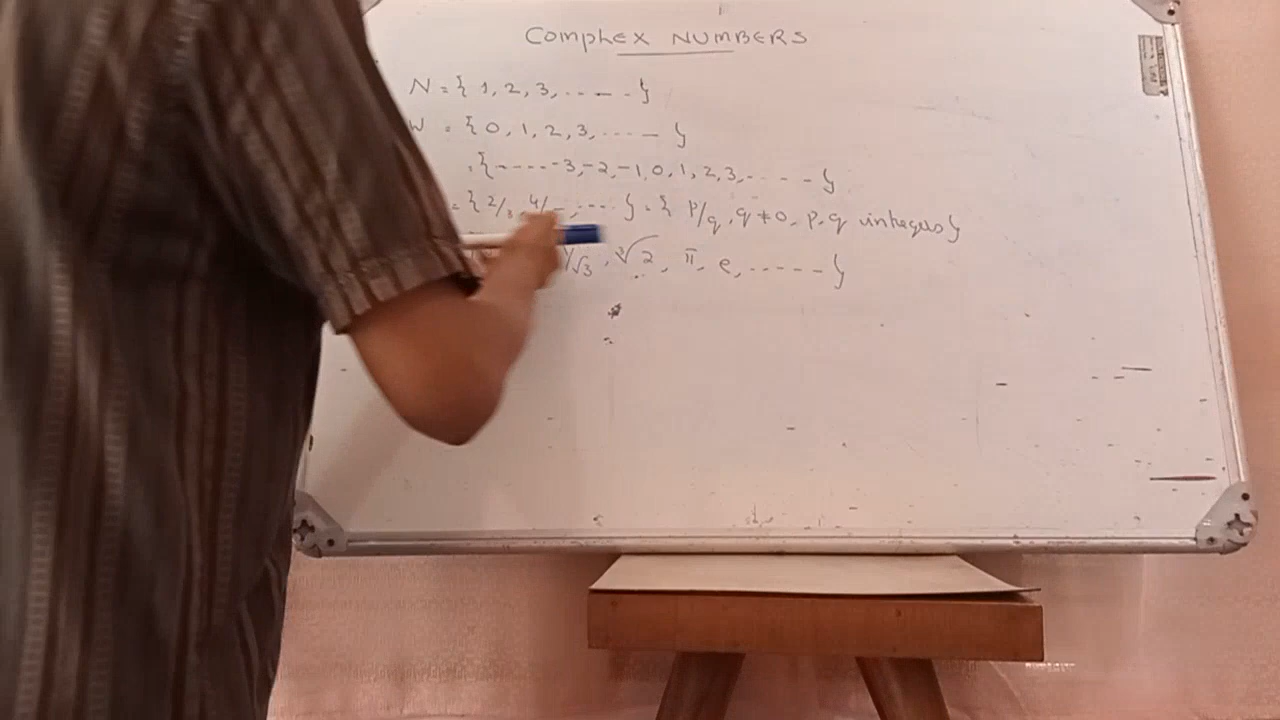 COMPLEX NUMBERS
N = { 1, 2, 3, ...... }
W = { 0, 1, 2, 3, ...... }
= { ..... -3, -2, -1, 0, 1, 2, 3, ...... }
= { 2/3, 4/ , .... } = { p/q, q ≠ 0, p, q integers }
1/√3, ∛2, π, e, ...... }